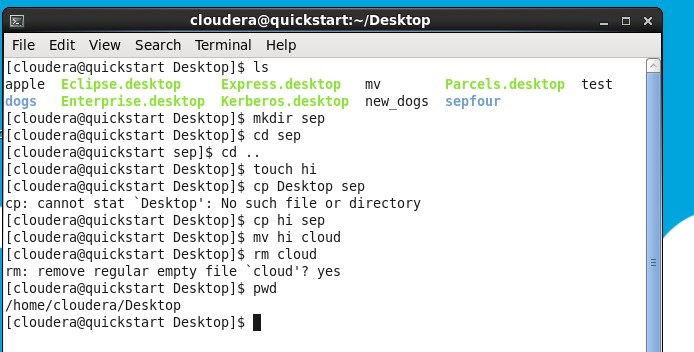 cloudera@quickstart:~/Desktop
File Edit View Search Terminal Help
[cloudera@quickstart Desktop]$ ls
apple Eclipse.desktop Express.desktop mv Parcels.desktop test
dogs Enterprise.desktop Kerberos.desktop new_dogs sepfour
[cloudera@quickstart Desktop]$ mkdir sep
[cloudera@quickstart Desktop]$ cd sep
[cloudera@quickstart sep]$ cd ..
[cloudera@quickstart Desktop]$ touch hi
[cloudera@quickstart Desktop]$ cp Desktop sep
cp: cannot stat `Desktop': No such file or directory
[cloudera@quickstart Desktop]$ cp hi sep
[cloudera@quickstart Desktop]$ mv hi cloud
[cloudera@quickstart Desktop]$ rm cloud
rm: remove regular empty file `cloud'? yes
[cloudera@quickstart Desktop]$ pwd
/home/cloudera/Desktop
[cloudera@quickstart Desktop]$